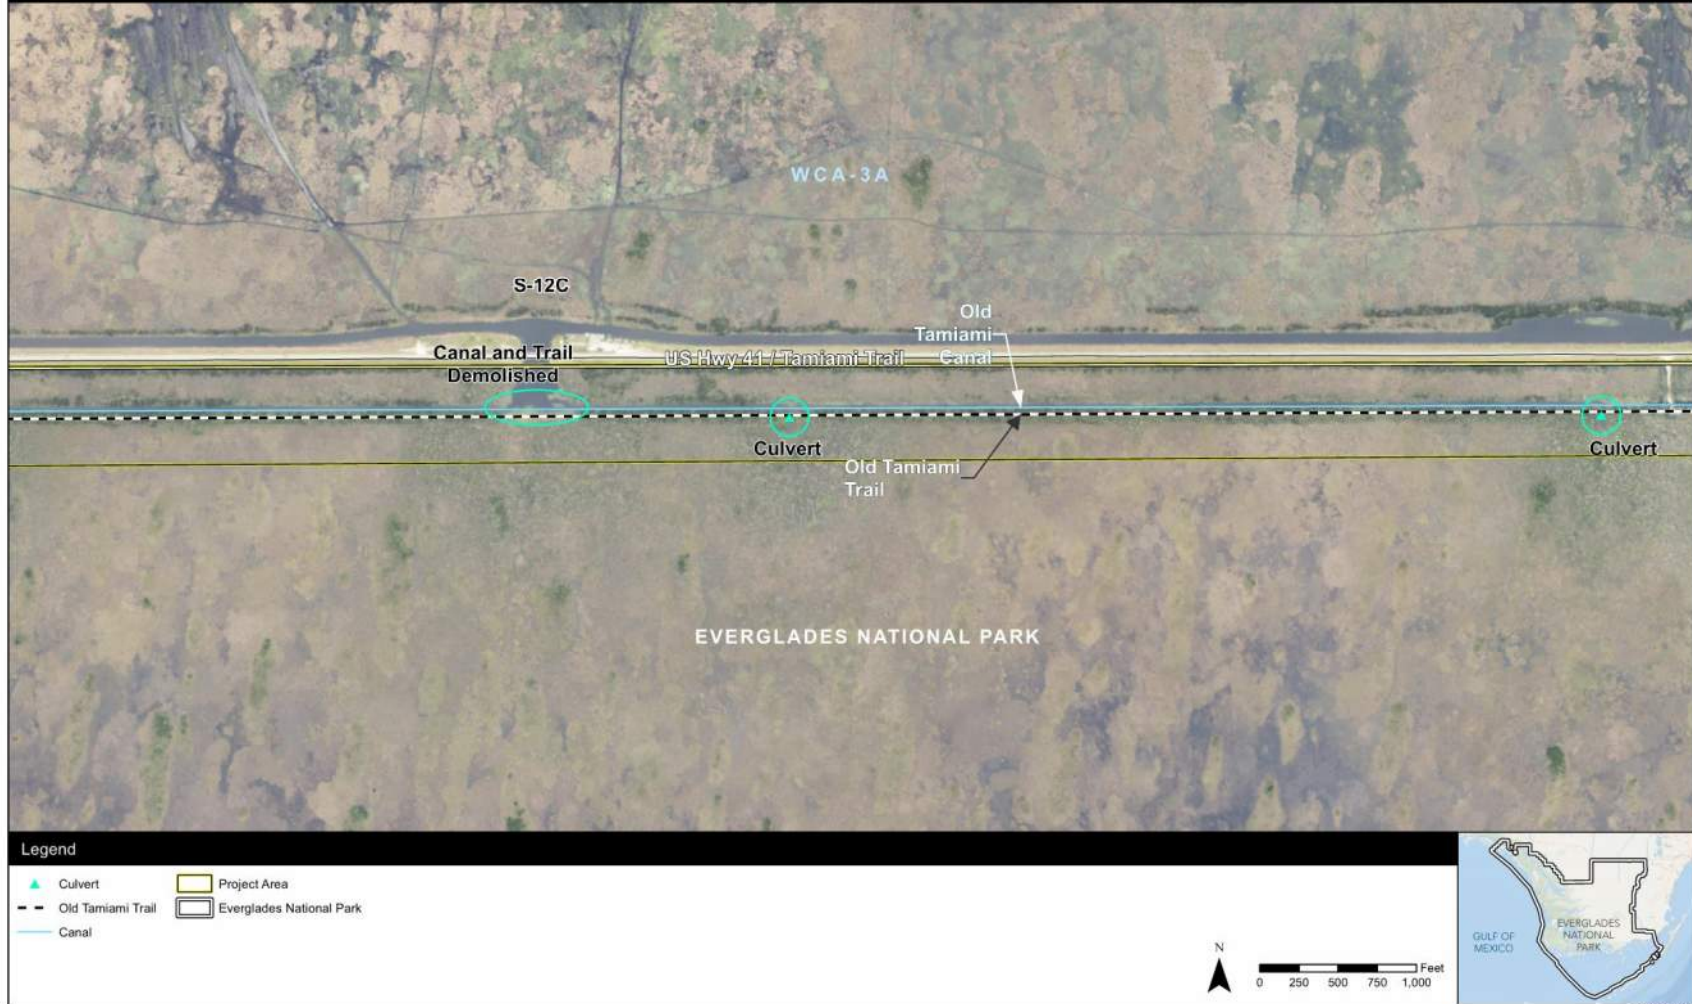 WCA-3A
S-12C
Old
Tamiami
Canal
Canal and Trail
Demolished
US Hwy 41 / Tamiami Trail
Culvert
Culvert
Old Tamiami
Trail
EVERGLADES NATIONAL PARK
Legend
Culvert
Old Tamiami Trail
Canal
Project Area
Everglades National Park
N
Feet
0 250 500 750 1,000
GULF OF
MEXICO
EVERGLADES
NATIONAL
PARK